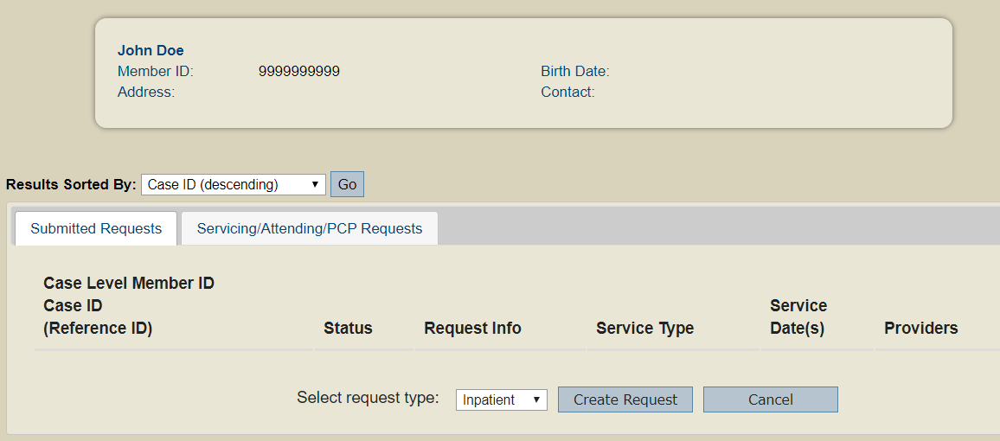 John Doe
Member ID: 9999999999 Birth Date:
Address: Contact:
Results Sorted By: Case ID (descending) Go
Submitted Requests Servicing/Attending/PCP Requests
Case Level Member ID
Case ID Service
(Reference ID) Status Request Info Service Type Date(s) Providers
Select request type: Inpatient Create Request Cancel